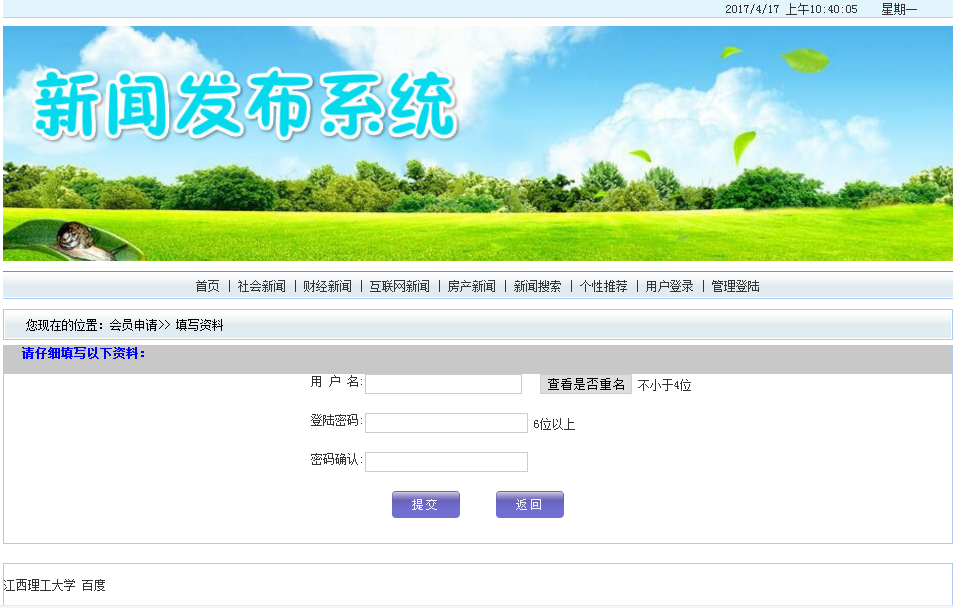 2017/4/17 上午10:40:05 星期一
新闻发布系统
首页 | 社会新闻 | 财经新闻 | 互联网新闻 | 房产新闻 | 新闻搜索 | 个性推荐 | 用户登录 | 管理登陆
您现在的位置：会员申请>> 填写资料
请仔细填写以下资料：
用 户 名: 查看是否重名 不小于4位
登陆密码: 6位以上
密码确认:
提交 返回
江西理工大学 百度